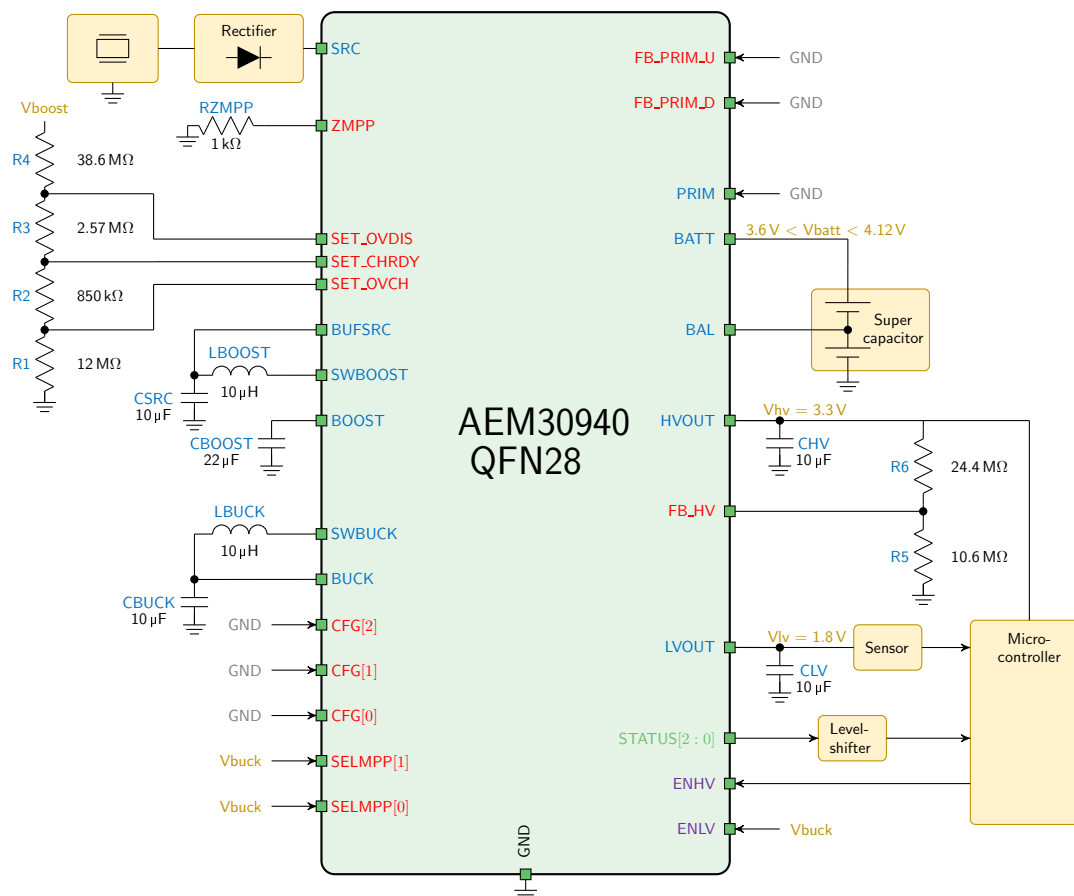 Rectifier
SRC
FB_PRIM_U
GND
FB_PRIM_D
GND
Vboost
RZMPP
1 kΩ
ZMPP
R4
38.6 MΩ
PRIM
GND
R3
2.57 MΩ
SET_OVDIS
BATT
3.6 V < Vbatt < 4.12 V
SET_CHRDY
SET_OVCH
R2
850 kΩ
BUFSRC
BAL
Super
capacitor
R1
12 MΩ
LBOOST
10 µH
SWBOOST
CSRC
10 µF
BOOST
CBOOST
22 µF
AEM30940
QFN28
HVOUT
Vhv = 3.3 V
CHV
10 µF
R6
24.4 MΩ
LBUCK
10 µH
SWBUCK
FB_HV
R5
10.6 MΩ
BUCK
CBUCK
10 µF
GND
CFG[2]
LVOUT
Vlv = 1.8 V
Sensor
Micro-
controller
CLV
10 µF
GND
CFG[1]
GND
CFG[0]
STATUS[2 : 0]
Level-
shifter
Vbuck
SELMPP[1]
ENHV
Vbuck
SELMPP[0]
ENLV
Vbuck
GND